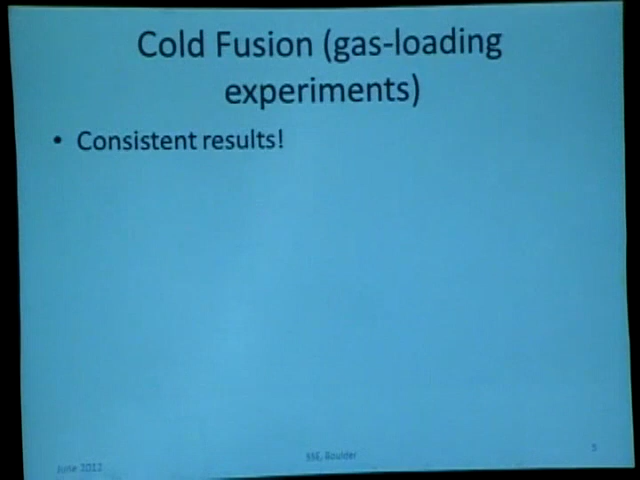 Cold Fusion (gas-loading
experiments)
• Consistent results!
June 2012
SSE, Boulder
5